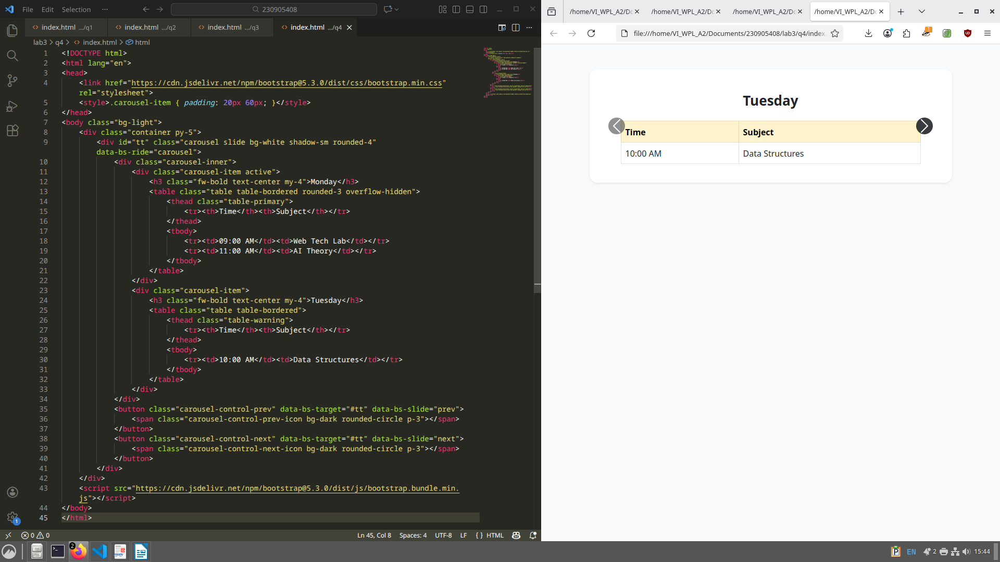 File Edit Selection ···
230905408
index.html .../q1
index.html .../q2
index.html .../q3
index.html .../q4
lab3 > q4 > index.html > html
1 <!DOCTYPE html>
2 <html lang="en">
3 <head>
4 <link href="https://cdn.jsdelivr.net/npm/bootstrap@5.3.0/dist/css/bootstrap.min.css"
rel="stylesheet">
5 <style>.carousel-item { padding: 20px 60px; }</style>
6 </head>
7 <body class="bg-light">
8 <div class="container py-5">
9 <div id="tt" class="carousel slide bg-white shadow-sm rounded-4"
data-bs-ride="carousel">
10 <div class="carousel-inner">
11 <div class="carousel-item active">
12 <h3 class="fw-bold text-center my-4">Monday</h3>
13 <table class="table table-bordered rounded-3 overflow-hidden">
14 <thead class="table-primary">
15 <tr><th>Time</th><th>Subject</th></tr>
16 </thead>
17 <tbody>
18 <tr><td>09:00 AM</td><td>Web Tech Lab</td></tr>
19 <tr><td>11:00 AM</td><td>AI Theory</td></tr>
20 </tbody>
21 </table>
22 </div>
23 <div class="carousel-item">
24 <h3 class="fw-bold text-center my-4">Tuesday</h3>
25 <table class="table table-bordered">
26 <thead class="table-warning">
27 <tr><th>Time</th><th>Subject</th></tr>
28 </thead>
29 <tbody>
30 <tr><td>10:00 AM</td><td>Data Structures</td></tr>
31 </tbody>
32 </table>
33 </div>
34 </div>
35 <button class="carousel-control-prev" data-bs-target="#tt" data-bs-slide="prev">
36 <span class="carousel-control-prev-icon bg-dark rounded-circle p-3"></span>
37 </button>
38 <button class="carousel-control-next" data-bs-target="#tt" data-bs-slide="next">
39 <span class="carousel-control-next-icon bg-dark rounded-circle p-3"></span>
40 </button>
41 </div>
42 </div>
43 <script src="https://cdn.jsdelivr.net/npm/bootstrap@5.3.0/dist/js/bootstrap.bundle.min.
js"></script>
44 </body>
45 </html>
1
0 0
Ln 45, Col 8 Spaces: 4 UTF-8 LF { } HTML
/home/VI_WPL_A2/Do
/home/VI_WPL_A2/Do
/home/VI_WPL_A2/Do
/home/VI_WPL_A2/Do
file:///home/VI_WPL_A2/Documents/230905408/lab3/q4/index.
1
Tuesday
Time Subject
10:00 AM Data Structures
2
EN 2 15:44